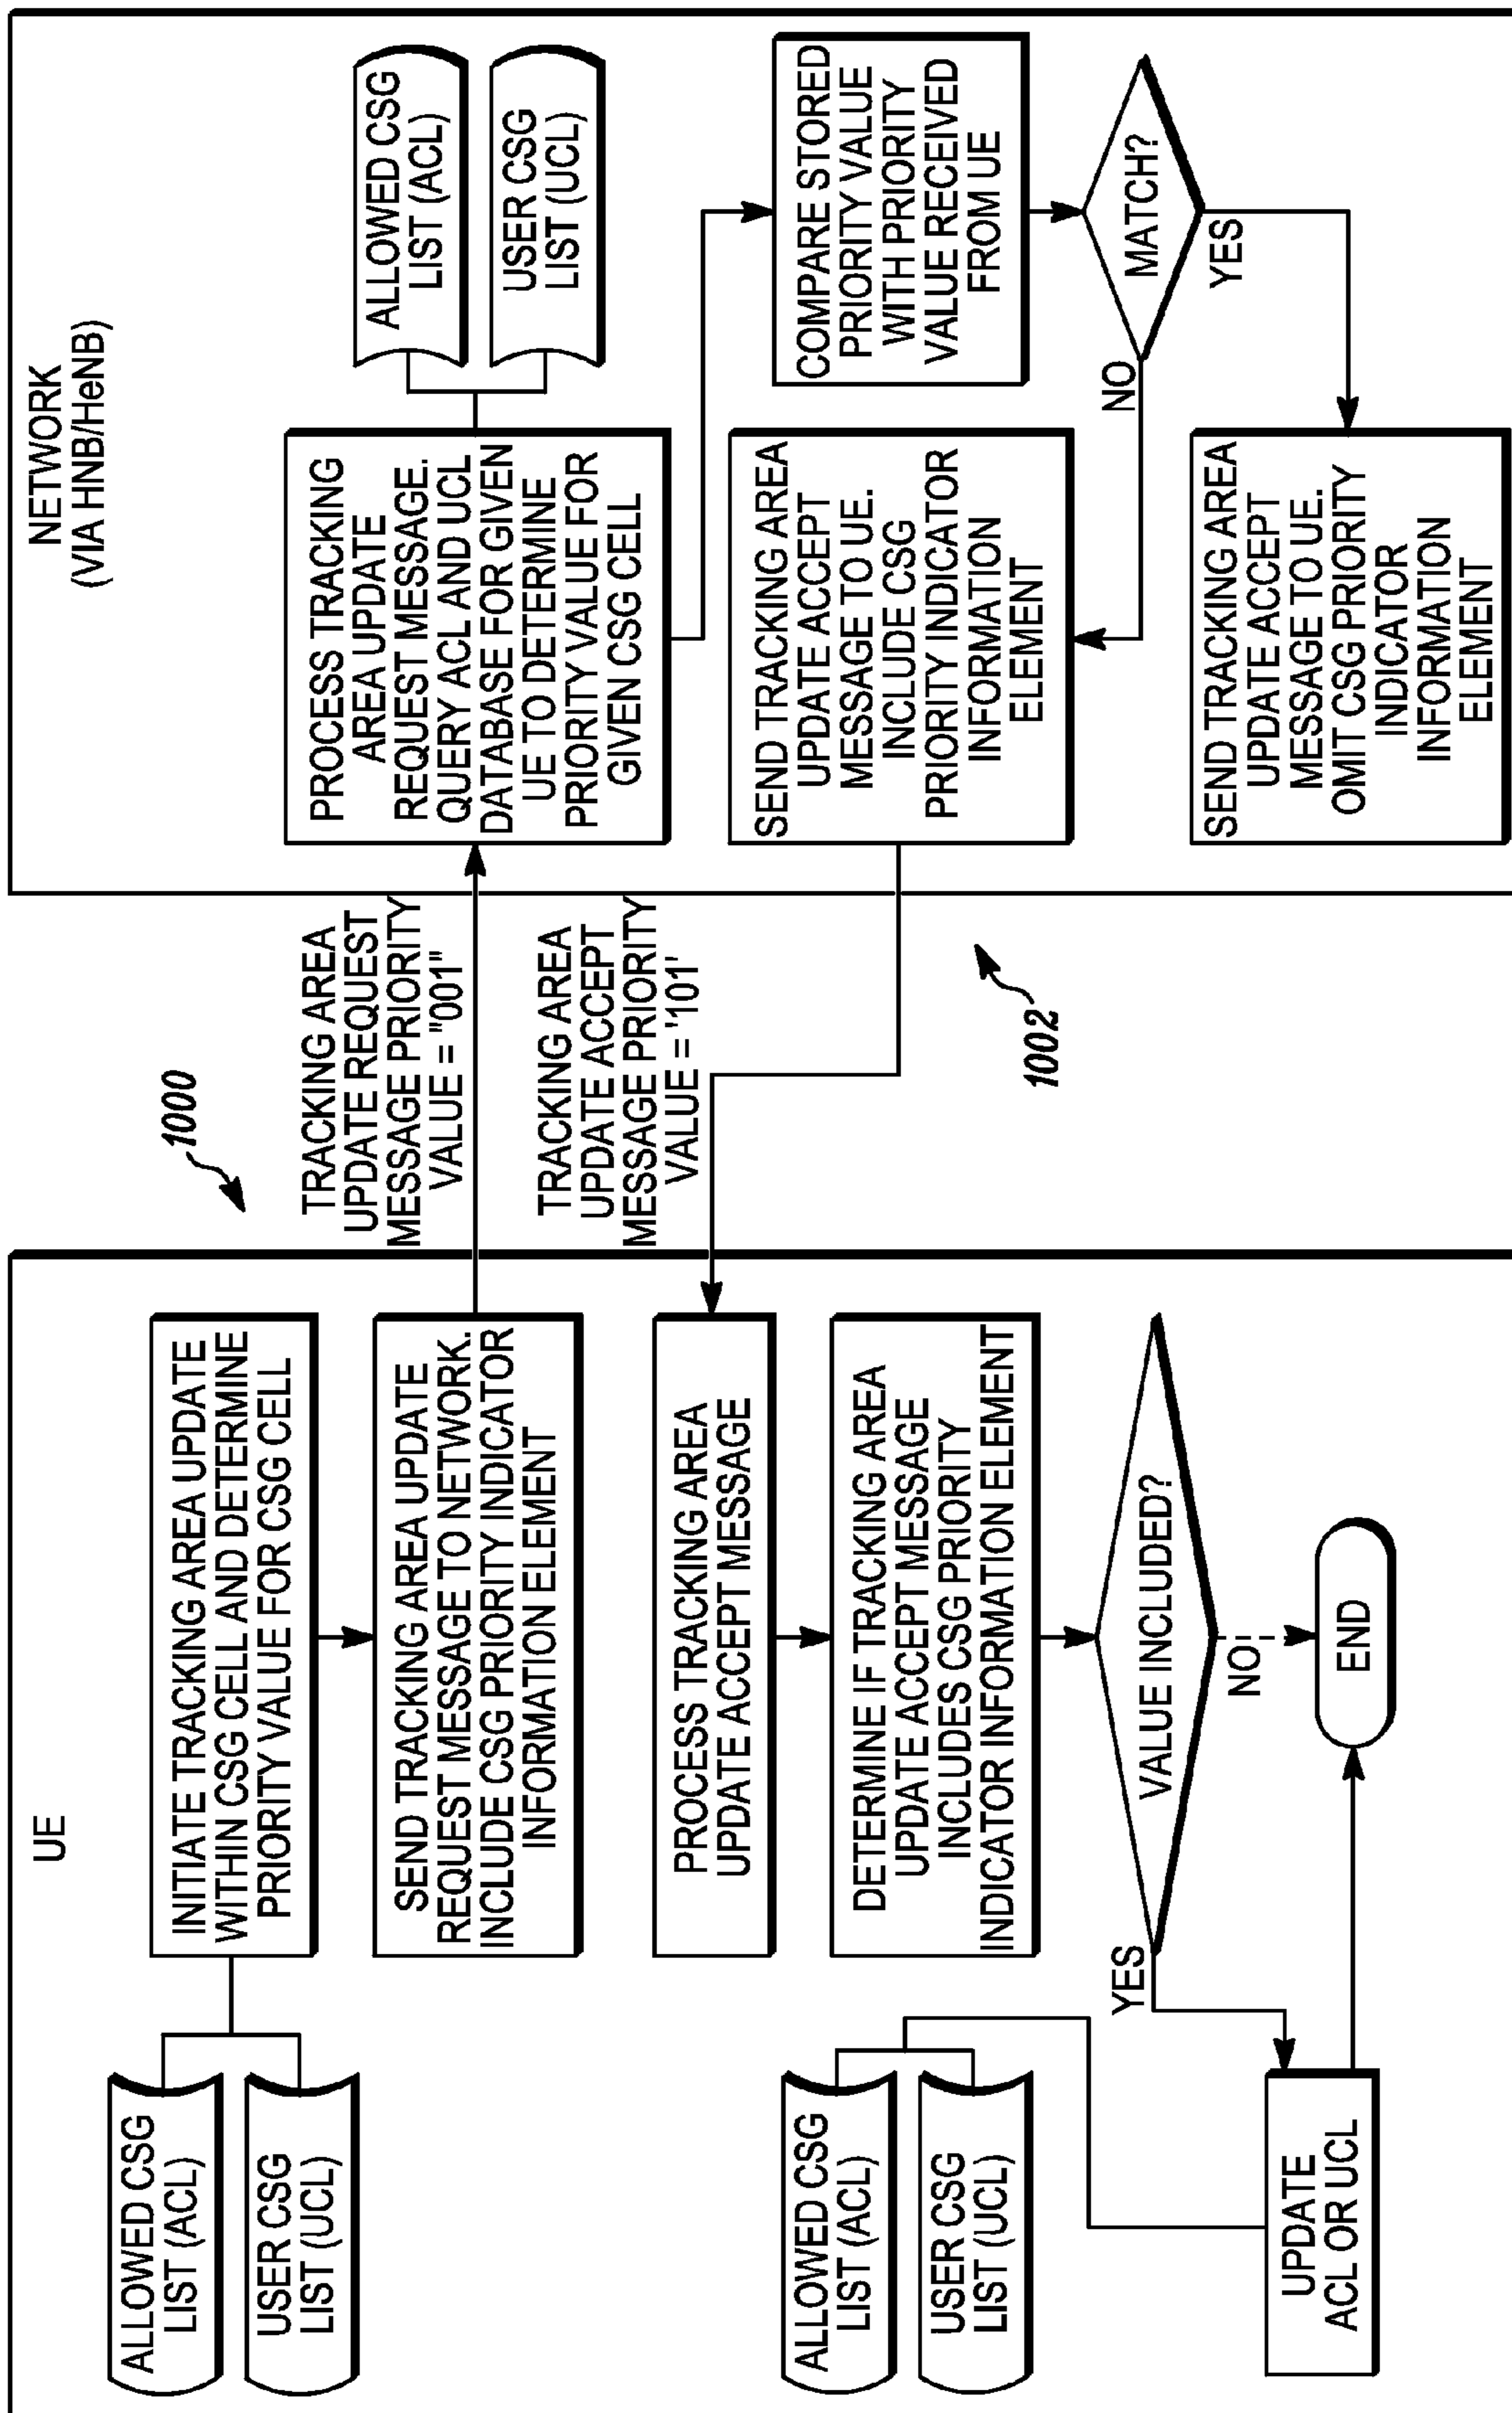 UE
ALLOWED CSG
LIST (ACL)
USER CSG
LIST (UCL)
INITIATE TRACKING AREA UPDATE
WITHIN CSG CELL AND DETERMINE
PRIORITY VALUE FOR CSG CELL
SEND TRACKING AREA UPDATE
REQUEST MESSAGE TO NETWORK.
INCLUDE CSG PRIORITY INDICATOR
INFORMATION ELEMENT
PROCESS TRACKING AREA
UPDATE ACCEPT MESSAGE
DETERMINE IF TRACKING AREA
UPDATE ACCEPT MESSAGE
INCLUDES CSG PRIORITY
INDICATOR INFORMATION ELEMENT
VALUE INCLUDED?
YES
NO
ALLOWED CSG
LIST (ACL)
USER CSG
LIST (UCL)
UPDATE
ACL OR UCL
END
1000
TRACKING AREA
UPDATE REQUEST
MESSAGE PRIORITY
VALUE = "001"
TRACKING AREA
UPDATE ACCEPT
MESSAGE PRIORITY
VALUE = '101'
1002
NETWORK
(VIA HNB/HeNB)
PROCESS TRACKING
AREA UPDATE
REQUEST MESSAGE.
QUERY ACL AND UCL
DATABASE FOR GIVEN
UE TO DETERMINE
PRIORITY VALUE FOR
GIVEN CSG CELL
ALLOWED CSG
LIST (ACL)
USER CSG
LIST (UCL)
COMPARE STORED
PRIORITY VALUE
WITH PRIORITY
VALUE RECEIVED
FROM UE
MATCH?
NO
YES
SEND TRACKING AREA
UPDATE ACCEPT
MESSAGE TO UE.
INCLUDE CSG
PRIORITY INDICATOR
INFORMATION
ELEMENT
SEND TRACKING AREA
UPDATE ACCEPT
MESSAGE TO UE.
OMIT CSG PRIORITY
INDICATOR
INFORMATION
ELEMENT